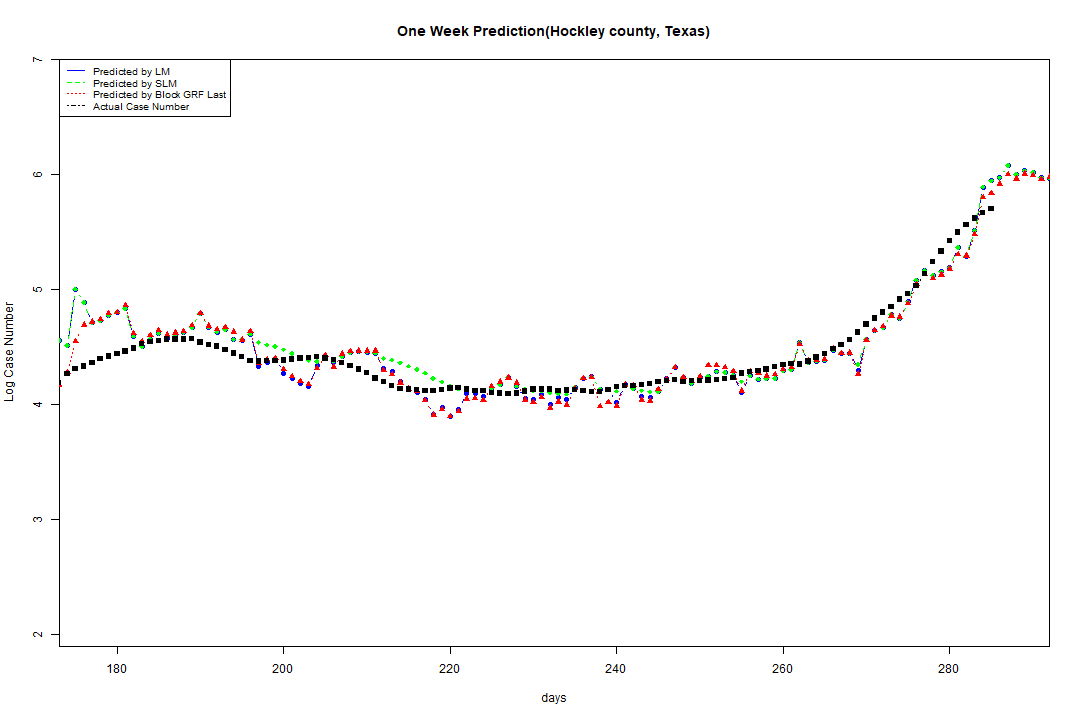 One Week Prediction(Hockley county, Texas)
Predicted by LM
Predicted by SLM
Predicted by Block GRF Last
Actual Case Number
7
6
5
4
3
2
Log Case Number
180 200 220 240 260 280
days